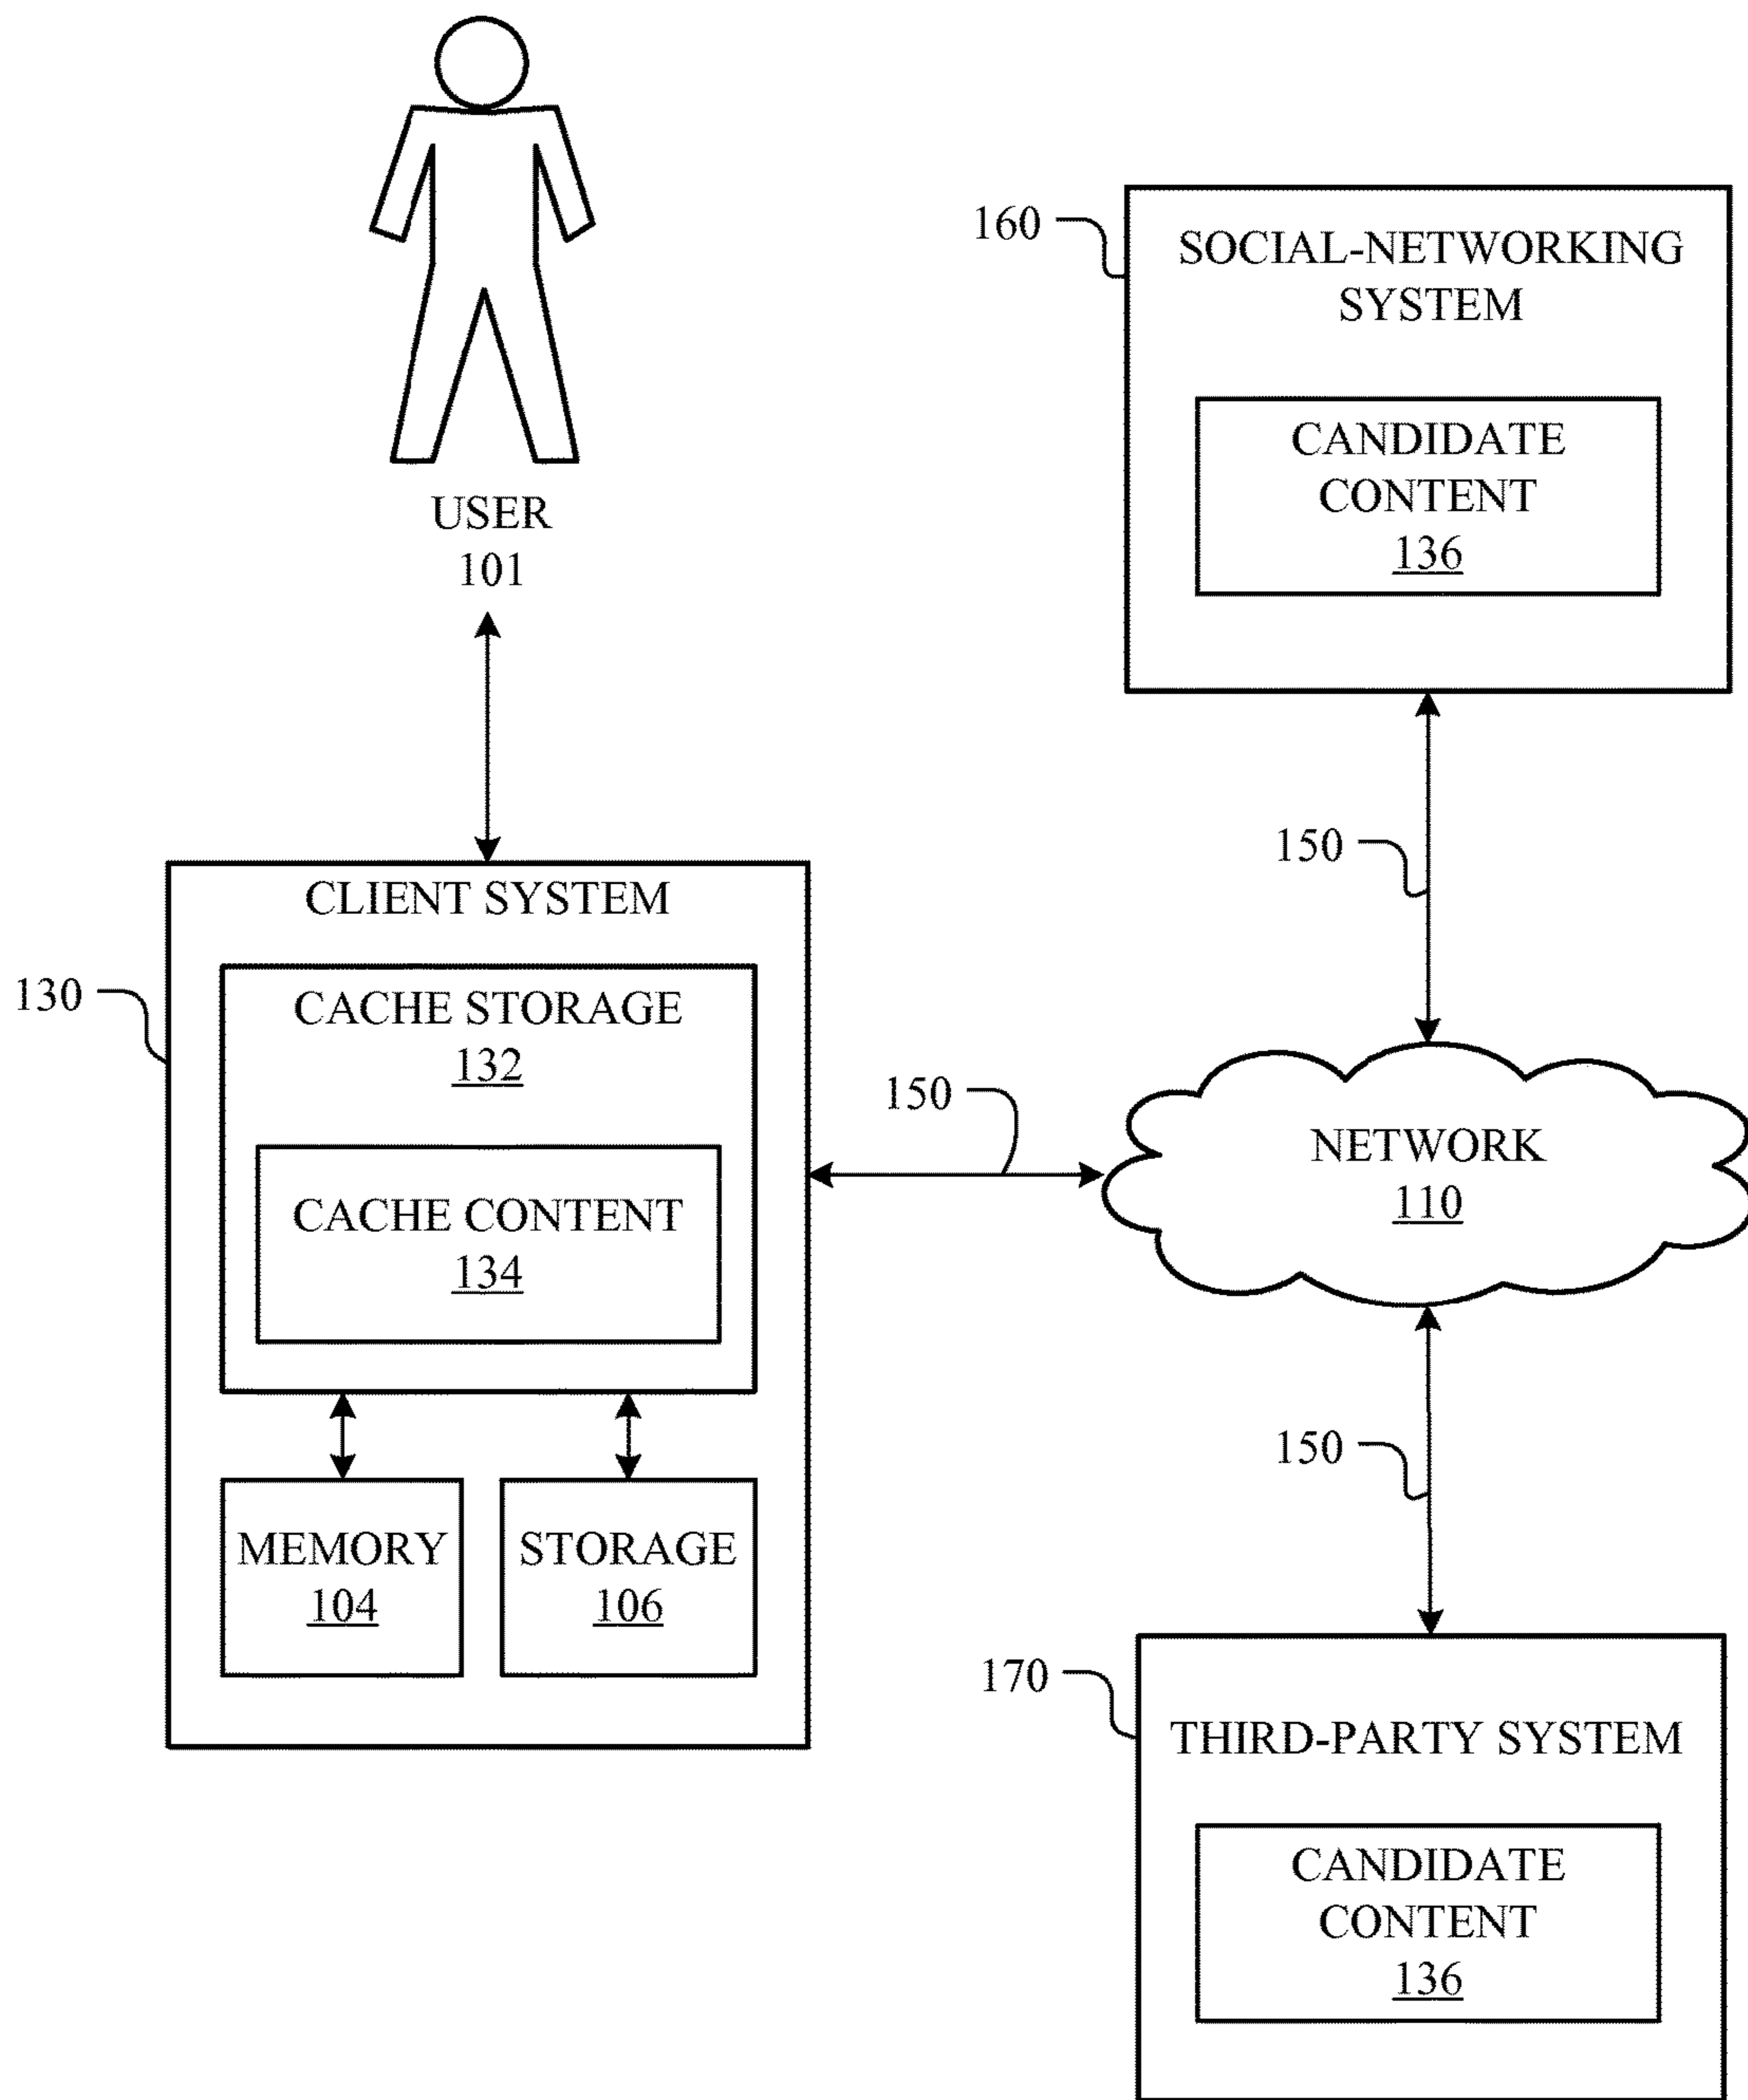 USER
101
160
SOCIAL-NETWORKING
SYSTEM
CANDIDATE
CONTENT
136
150
CLIENT SYSTEM
130
CACHE STORAGE
132
CACHE CONTENT
134
150
NETWORK
110
MEMORY
104
STORAGE
106
150
170
THIRD-PARTY SYSTEM
CANDIDATE
CONTENT
136